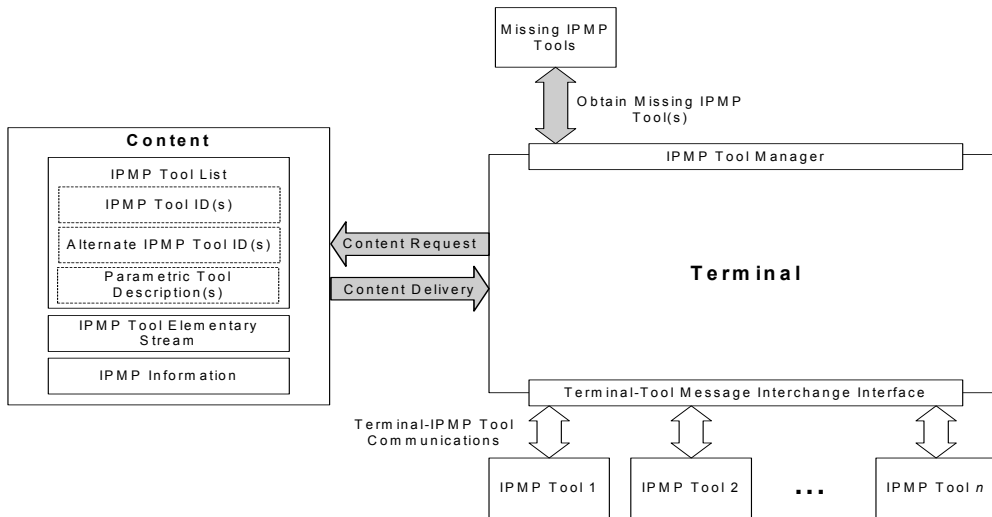 Missing IPMP
Tools
Obtain Missing IPMP
Tool(s)
Content
IPMP Tool List
IPMP Tool ID(s)
Alternate IPMP Tool ID(s)
Parametric Tool
Description(s)
IPMP Tool Elementary
Stream
IPMP Information
Content Request
Content Delivery
IPMP Tool Manager
Terminal
Terminal-Tool Message Interchange Interface
Terminal-IPMP Tool
Communications
IPMP Tool 1
IPMP Tool 2
...
IPMP Tool n